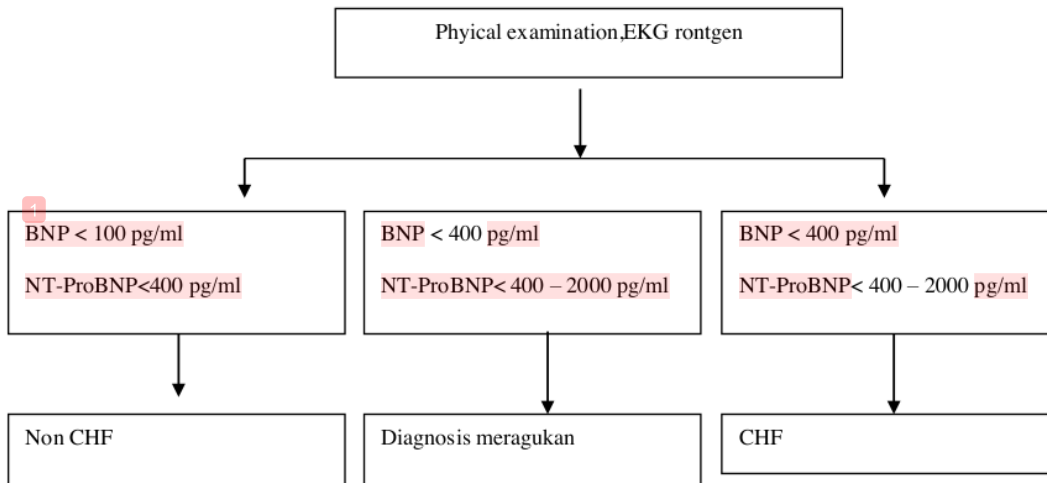 Phyical examination,EKG rontgen
1
BNP < 100 pg/ml
NT-ProBNP<400 pg/ml
BNP < 400 pg/ml
NT-ProBNP< 400 – 2000 pg/ml
BNP < 400 pg/ml
NT-ProBNP< 400 – 2000 pg/ml
Non CHF
Diagnosis meragukan
CHF